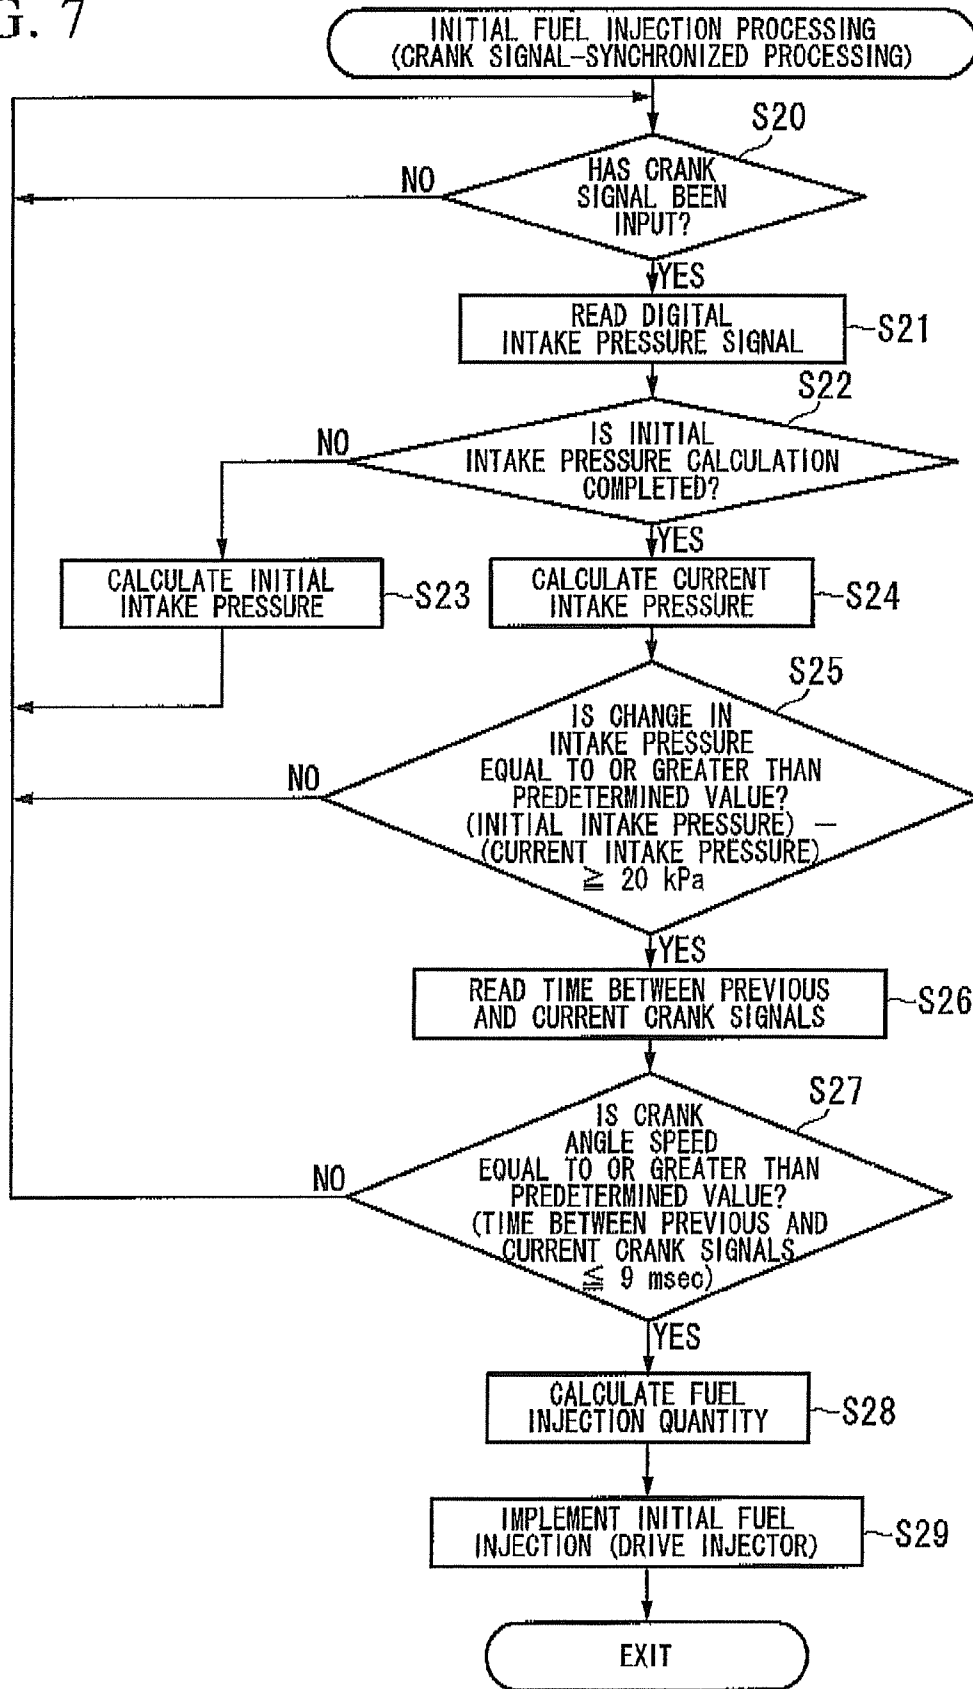 G. 7
INITIAL FUEL INJECTION PROCESSING
(CRANK SIGNAL-SYNCHRONIZED PROCESSING)
S20
HAS CRANK
SIGNAL BEEN
INPUT?
NO
YES
READ DIGITAL
INTAKE PRESSURE SIGNAL
S21
S22
IS INITIAL
INTAKE PRESSURE CALCULATION
COMPLETED?
NO
YES
CALCULATE INITIAL
INTAKE PRESSURE
S23
CALCULATE CURRENT
INTAKE PRESSURE
S24
S25
IS CHANGE IN
INTAKE PRESSURE
EQUAL TO OR GREATER THAN
PREDETERMINED VALUE?
(INITIAL INTAKE PRESSURE) —
(CURRENT INTAKE PRESSURE)
≧ 20 kPa
NO
YES
READ TIME BETWEEN PREVIOUS
AND CURRENT CRANK SIGNALS
S26
S27
IS CRANK
ANGLE SPEED
EQUAL TO OR GREATER THAN
PREDETERMINED VALUE?
(TIME BETWEEN PREVIOUS AND
CURRENT CRANK SIGNALS
≦ 9 msec)
NO
YES
CALCULATE FUEL
INJECTION QUANTITY
S28
IMPLEMENT INITIAL FUEL
INJECTION (DRIVE INJECTOR)
S29
EXIT